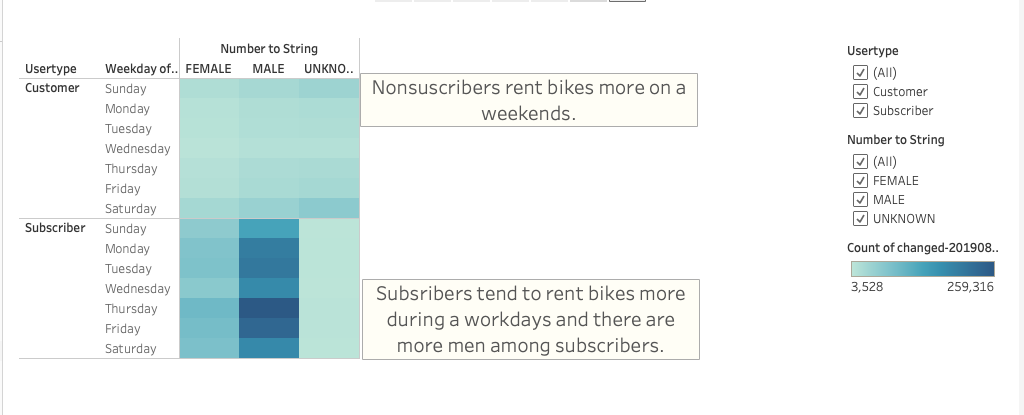 Number to String
Usertype Weekday of.. FEMALE MALE UNKNO..
Customer Sunday
Monday
Tuesday
Wednesday
Thursday
Friday
Saturday
Subscriber Sunday
Monday
Tuesday
Wednesday
Thursday
Friday
Saturday
Nonsuscribers rent bikes more on a
weekends.
Subsribers tend to rent bikes more
during a workdays and there are
more men among subscribers.
Usertype
(All)
Customer
Subscriber
Number to String
(All)
FEMALE
MALE
UNKNOWN
Count of changed-201908..
3,528 259,316